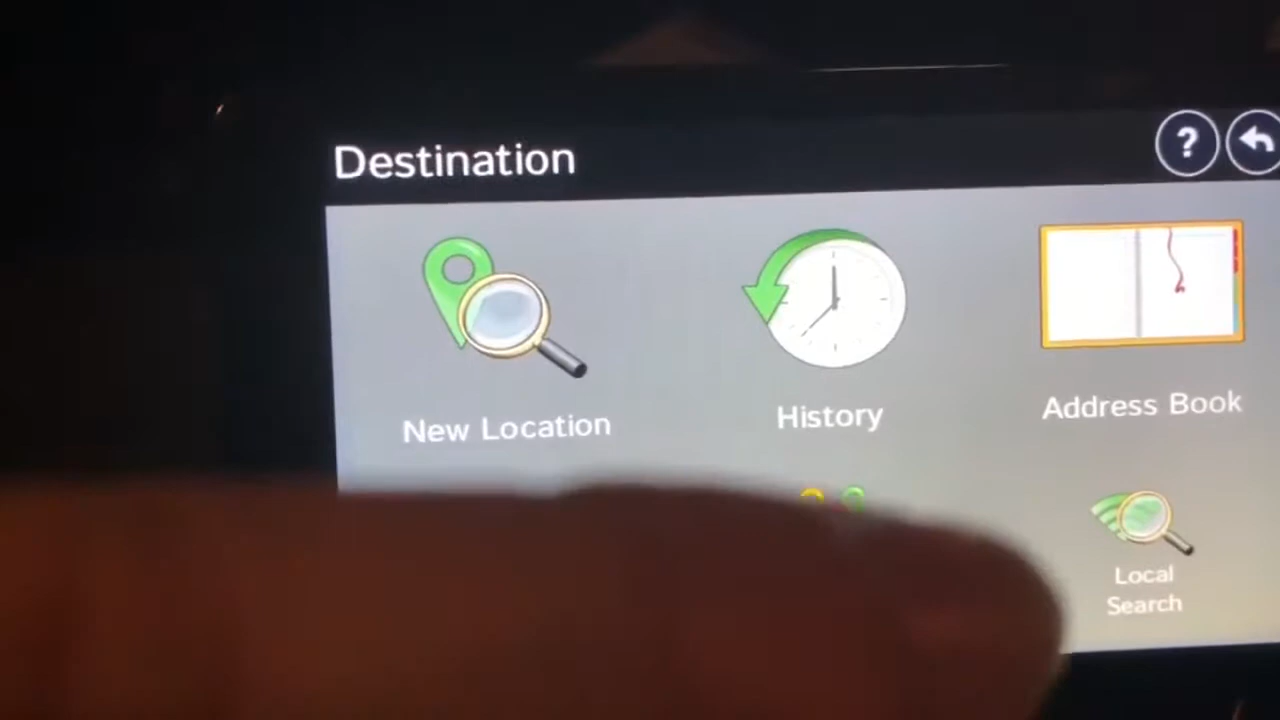 Destination
?
New Location
History
Address Book
Local
Search